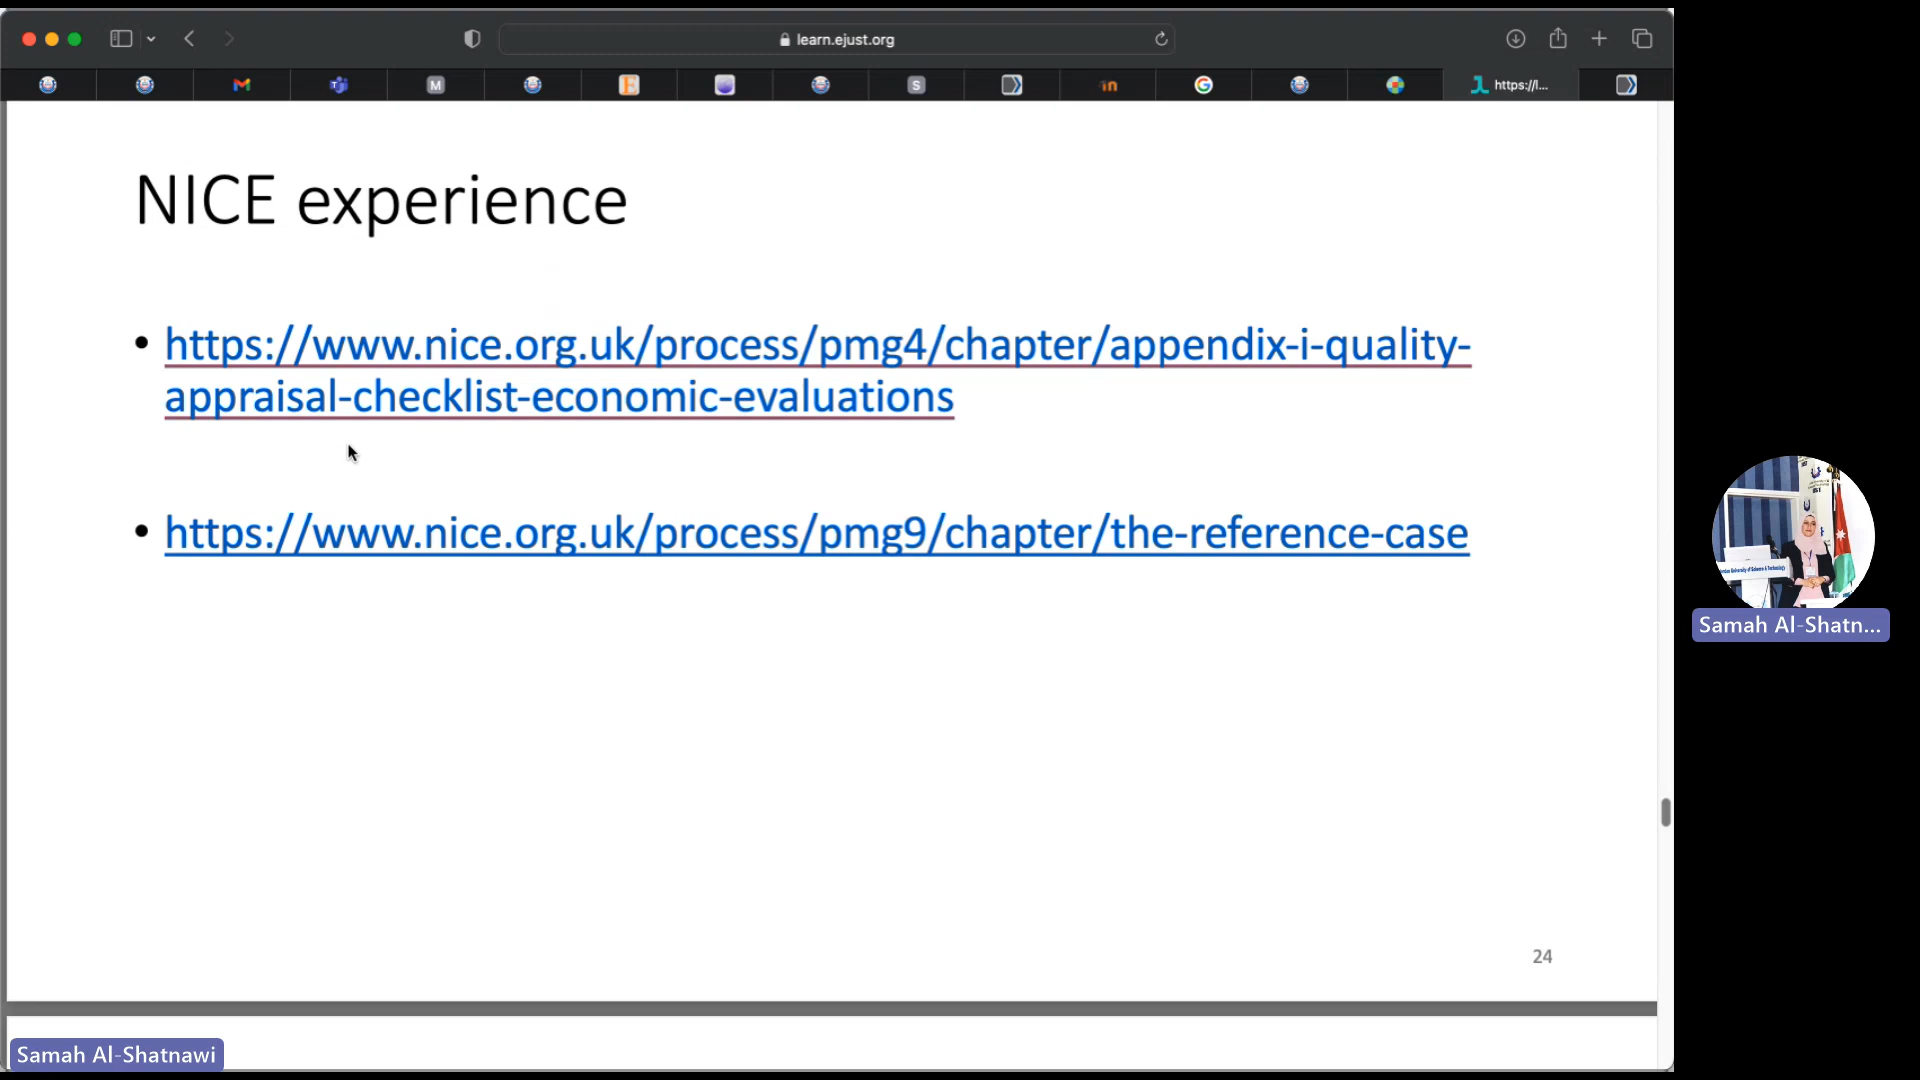 learn.ejust.org
M
S
in
https://l...
NICE experience
• https://www.nice.org.uk/process/pmg4/chapter/appendix-i-quality-
appraisal-checklist-economic-evaluations
• https://www.nice.org.uk/process/pmg9/chapter/the-reference-case
Samah Al-Shatn...
24
Samah Al-Shatnawi